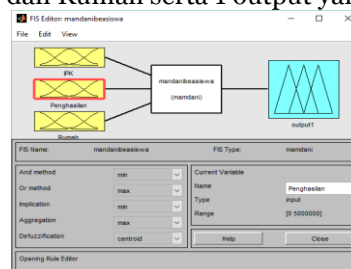 dan Rumah serta 1 output ya
FIS Editor: mandanibeasiswa
File Edit View
IPK
Penghasilan
Rumah
mandanibeasiswa
(mamdani)
output1
FIS Name: mandanibeasiswa FIS Type: mamdani
And method min
Or method max
Implication min
Aggregation max
Defuzzification centroid
Current Variable
Name Penghasilan
Type input
Range [0 5000000]
Help Close
Opening Rule Editor